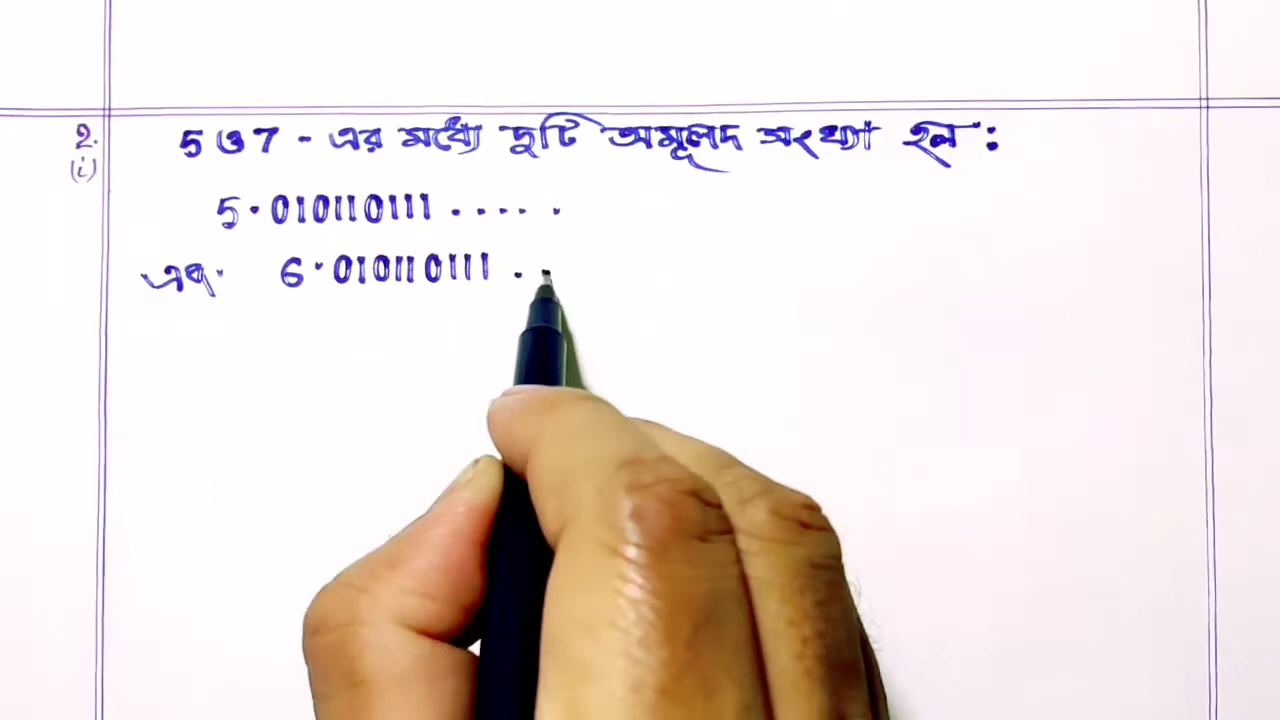 2. 5 ও 7 - এর মধ্যে দুটি অমূলদ সংখ্যা হল :
(i)
5.010110111 . . . . .
এবং 6.010110111 . .